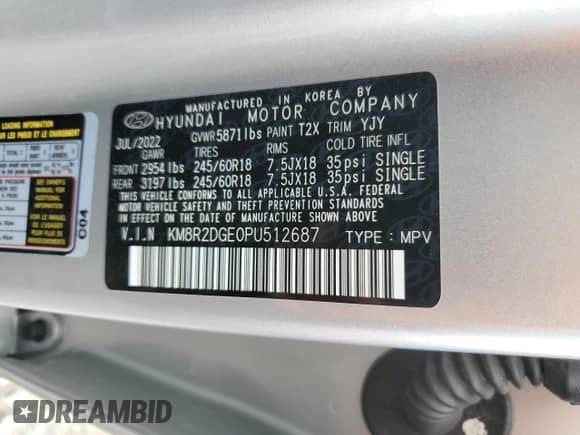 LOADING INFORMATION
C04
MANUFACTURED IN KOREA BY
HYUNDAI MOTOR COMPANY
JUL/2022 GVWR 5871lbs PAINT T2X TRIM YJY
GAWR TIRES RIMS COLD TIRE INFL
FRONT 2954 lbs 245/60R18 7.5JX18 35psi SINGLE
REAR 3197 lbs 245/60R18 7.5JX18 35psi SINGLE
THIS VEHICLE CONFORMS TO ALL APPLICABLE U.S.A. FEDERAL
MOTOR VEHICLE SAFETY BUMPER, AND THEFT PREVENTION STANDARDS
IN EFFECT ON THE DATE OF MANUFACTURE SHOWN ABOVE.
V.I.N KM8R2DGE0PU512687 TYPE : MPV
DREAMBID